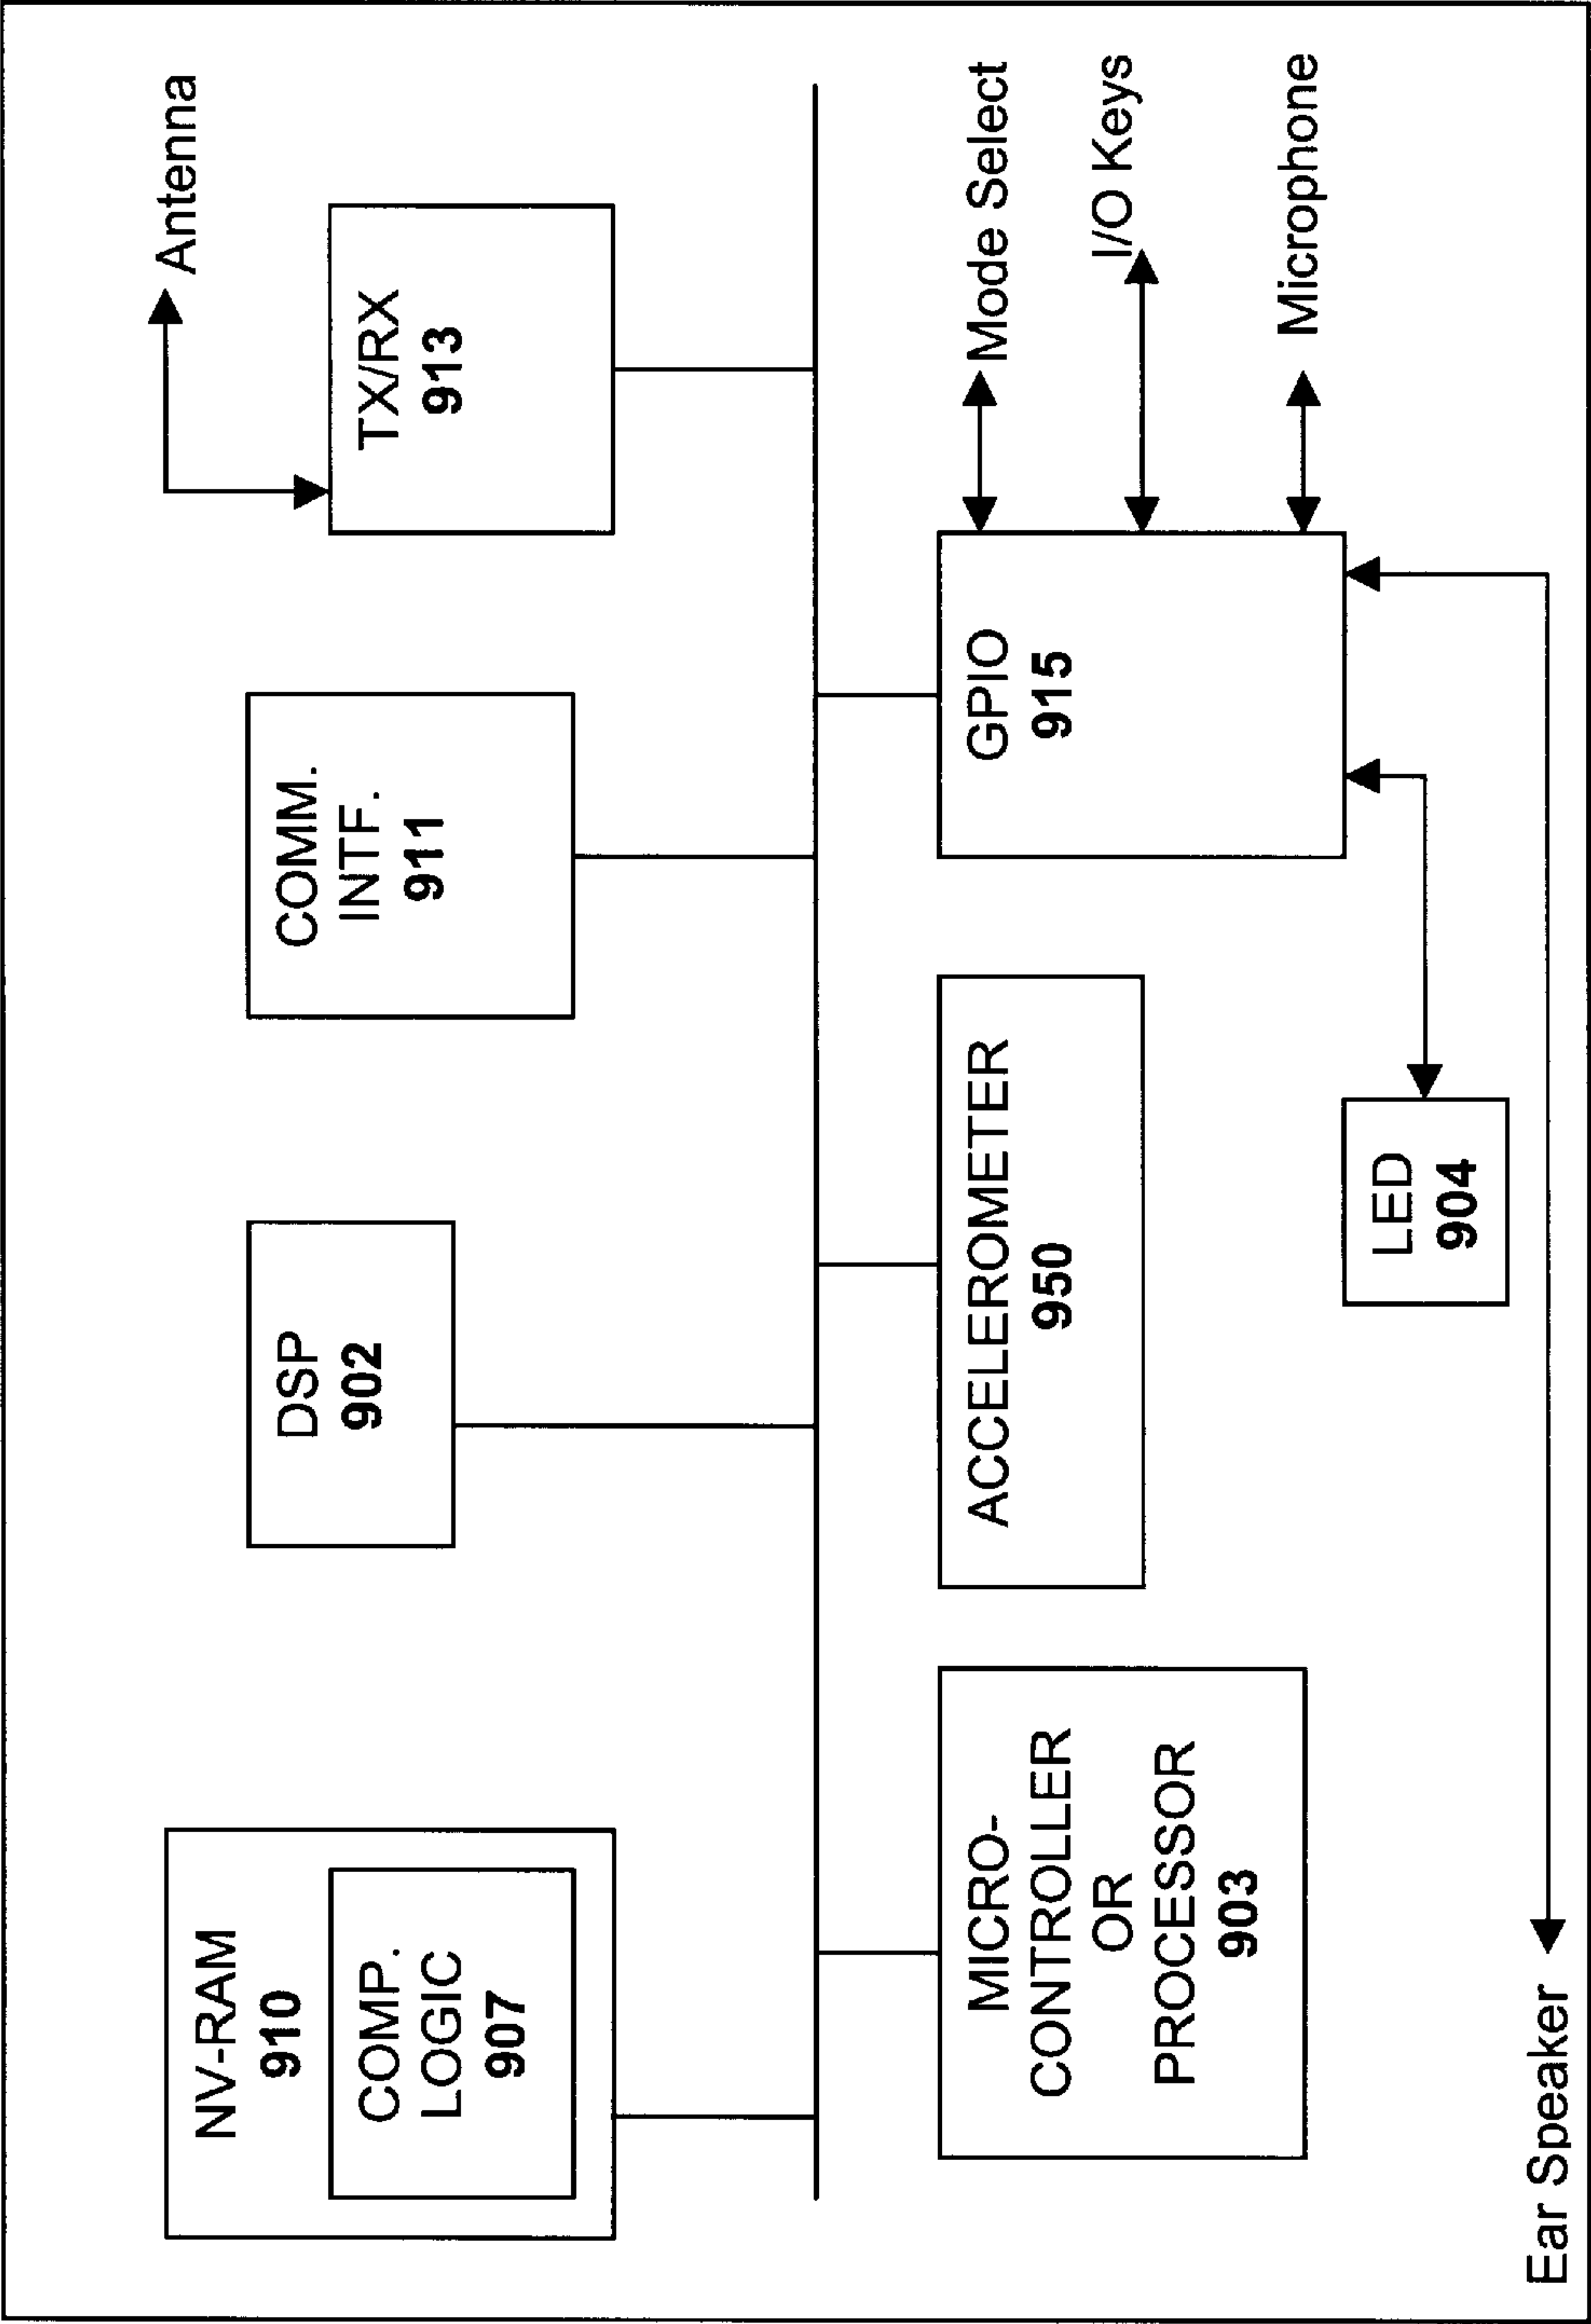 Antenna
NV-RAM
910
COMP.
LOGIC
907
DSP
902
COMM.
INTF.
911
TX/RX
913
MICRO-
CONTROLLER
OR
PROCESSOR
903
ACCELEROMETER
950
GPIO
915
Mode Select
I/O Keys
Microphone
LED
904
Ear Speaker